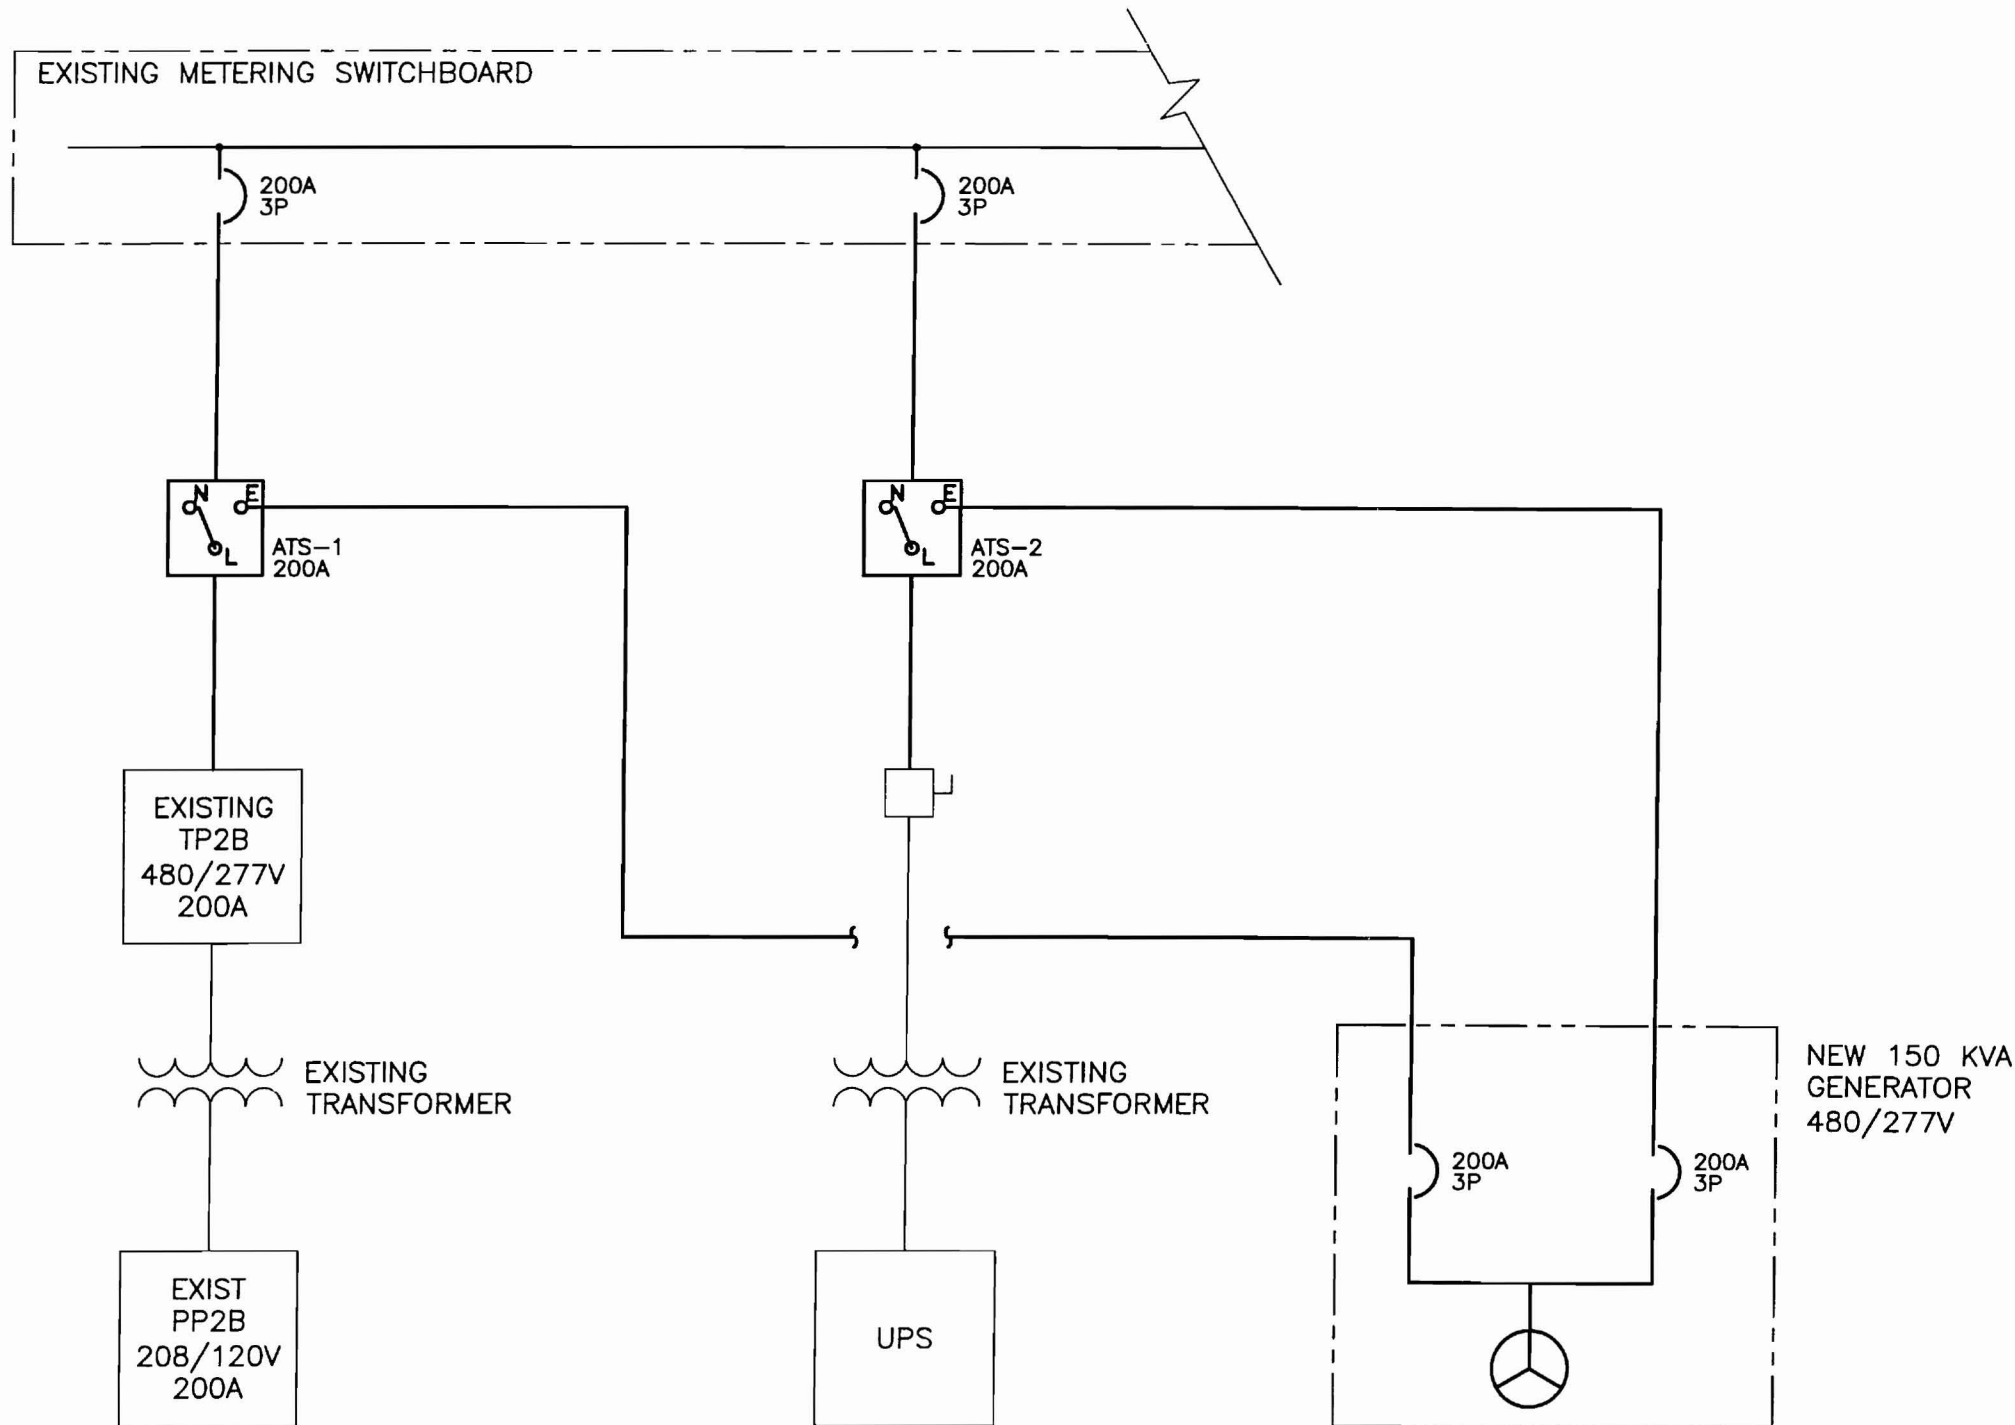 EXISTING METERING SWITCHBOARD
200A
3P
200A
3P
N E
L
ATS-1
200A
N E
L
ATS-2
200A
EXISTING
TP2B
480/277V
200A
EXISTING
TRANSFORMER
EXISTING
TRANSFORMER
NEW 150 KVA
GENERATOR
480/277V
200A
3P
200A
3P
EXIST
PP2B
208/120V
200A
UPS